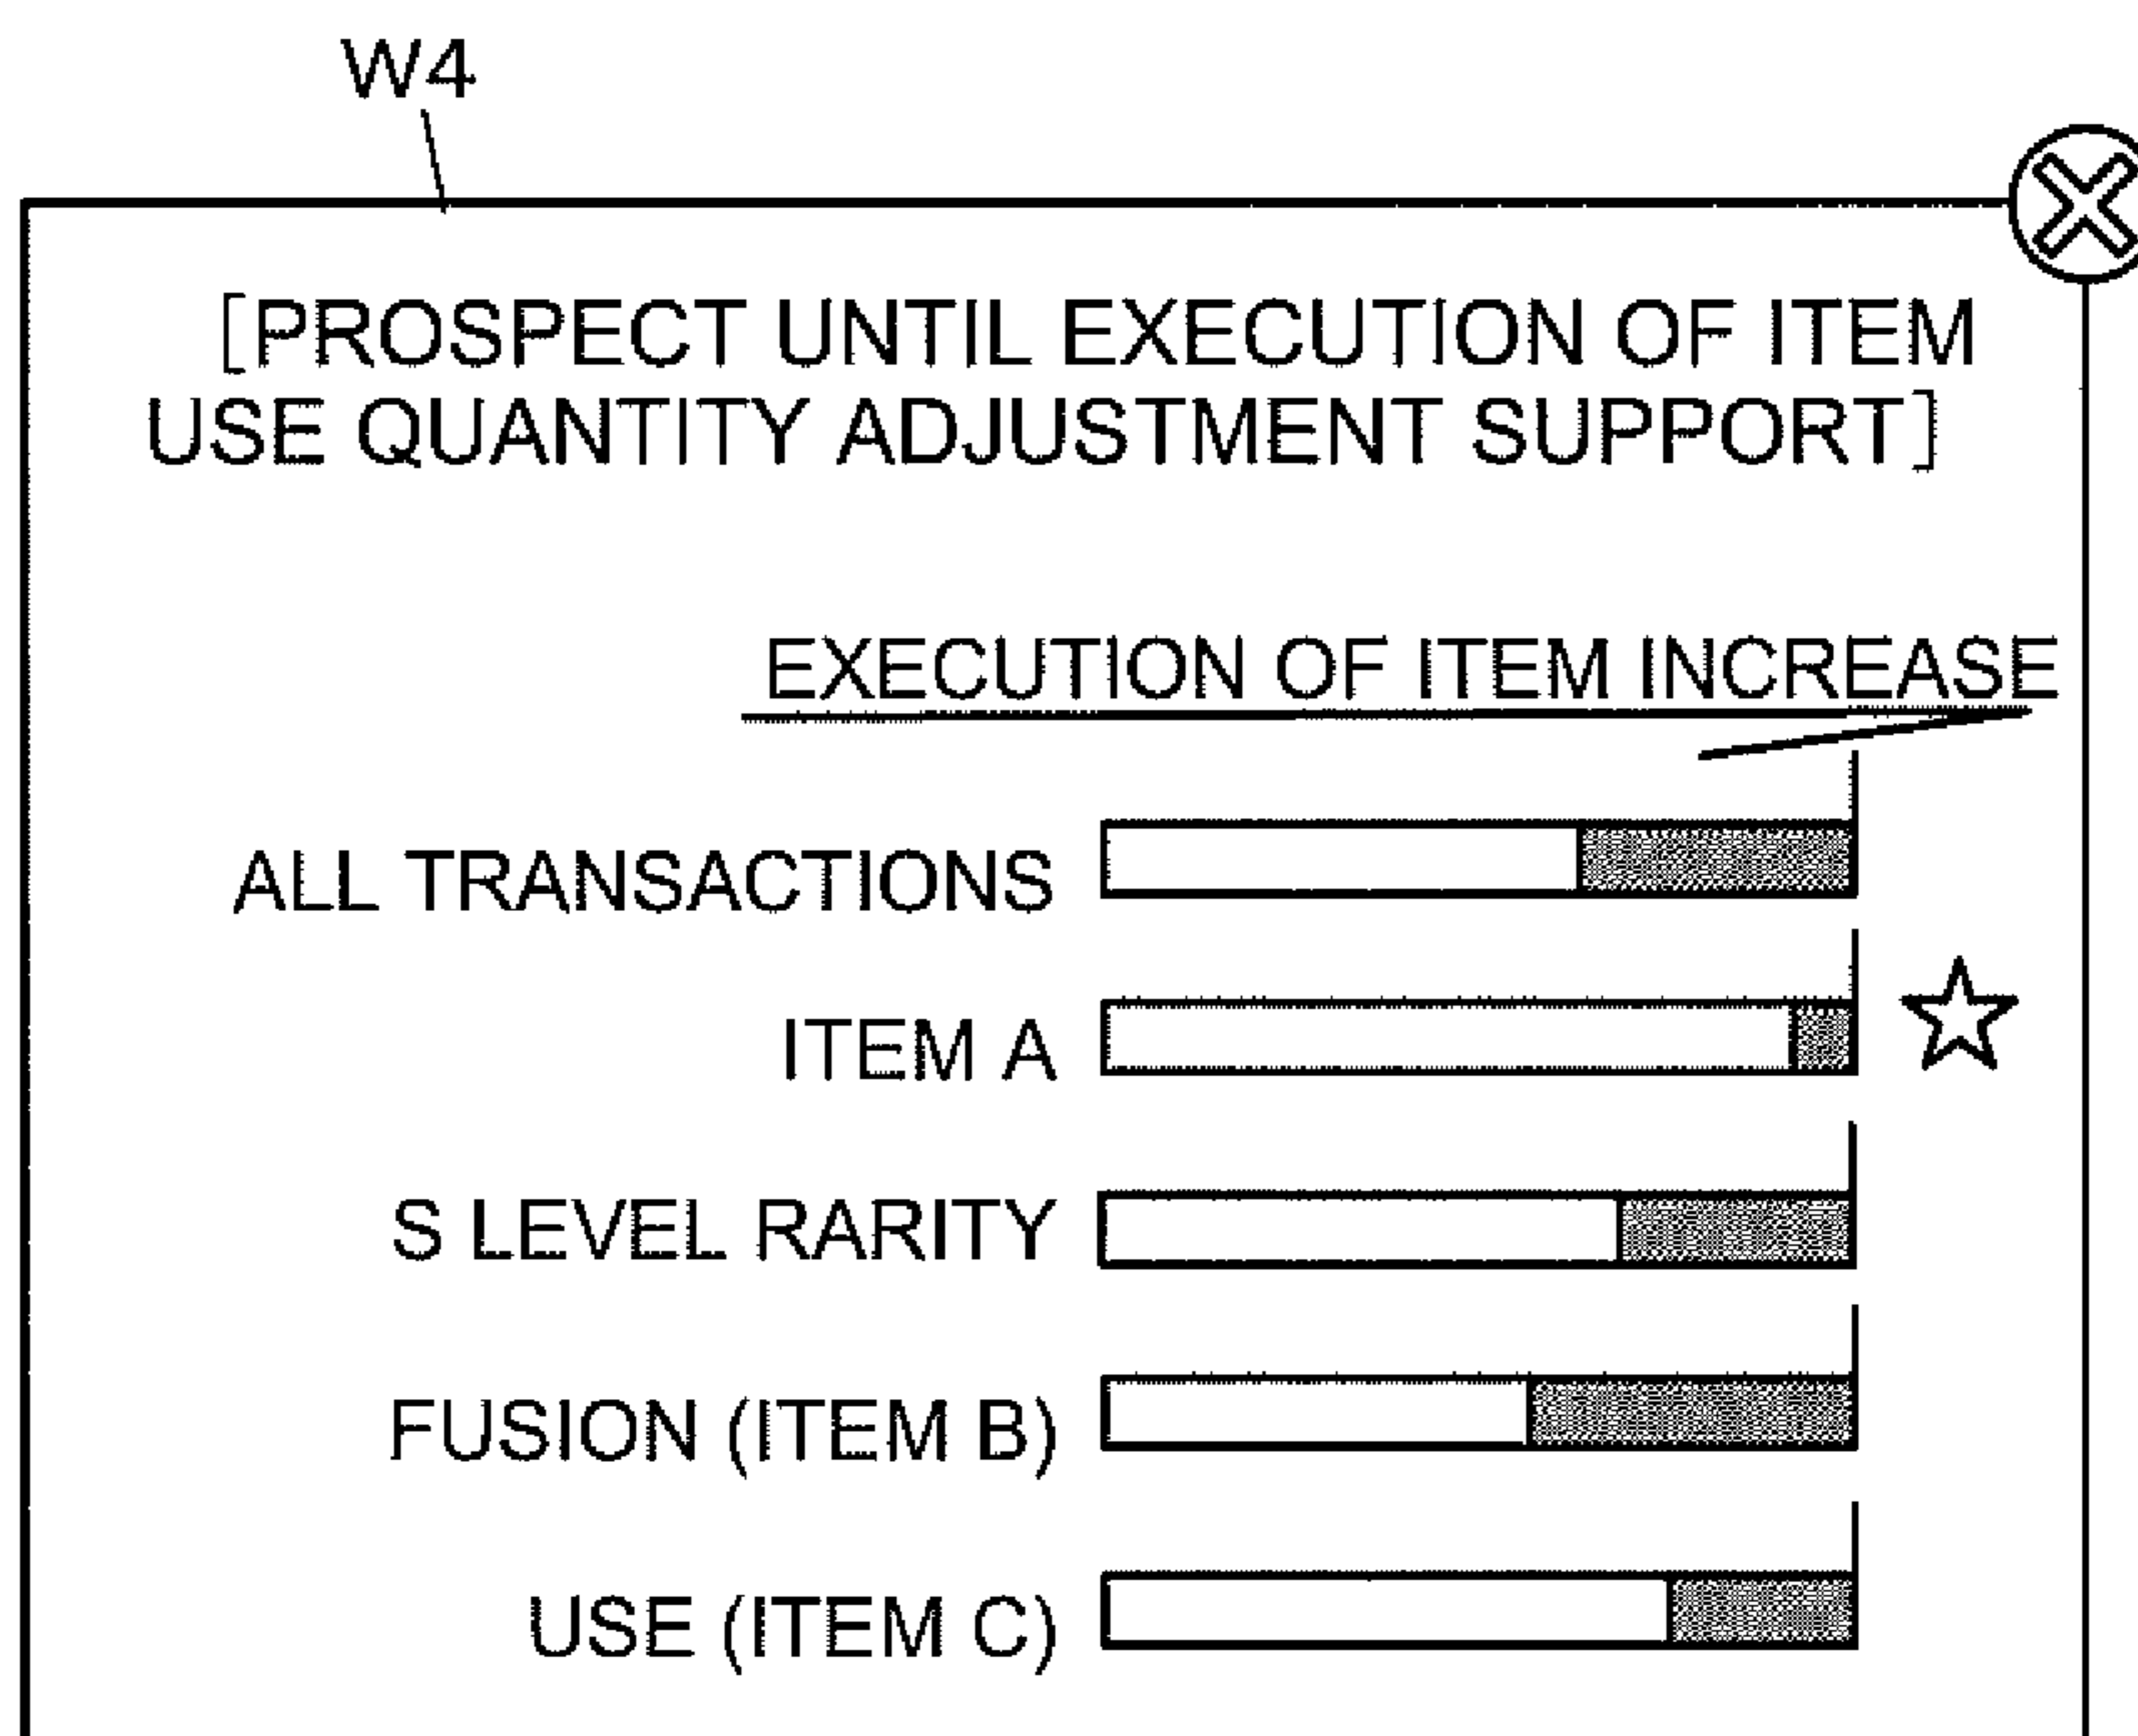 W4
[PROSPECT UNTIL EXECUTION OF ITEM
USE QUANTITY ADJUSTMENT SUPPORT]
EXECUTION OF ITEM INCREASE
ALL TRANSACTIONS
ITEM A
S LEVEL RARITY
FUSION (ITEM B)
USE (ITEM C)